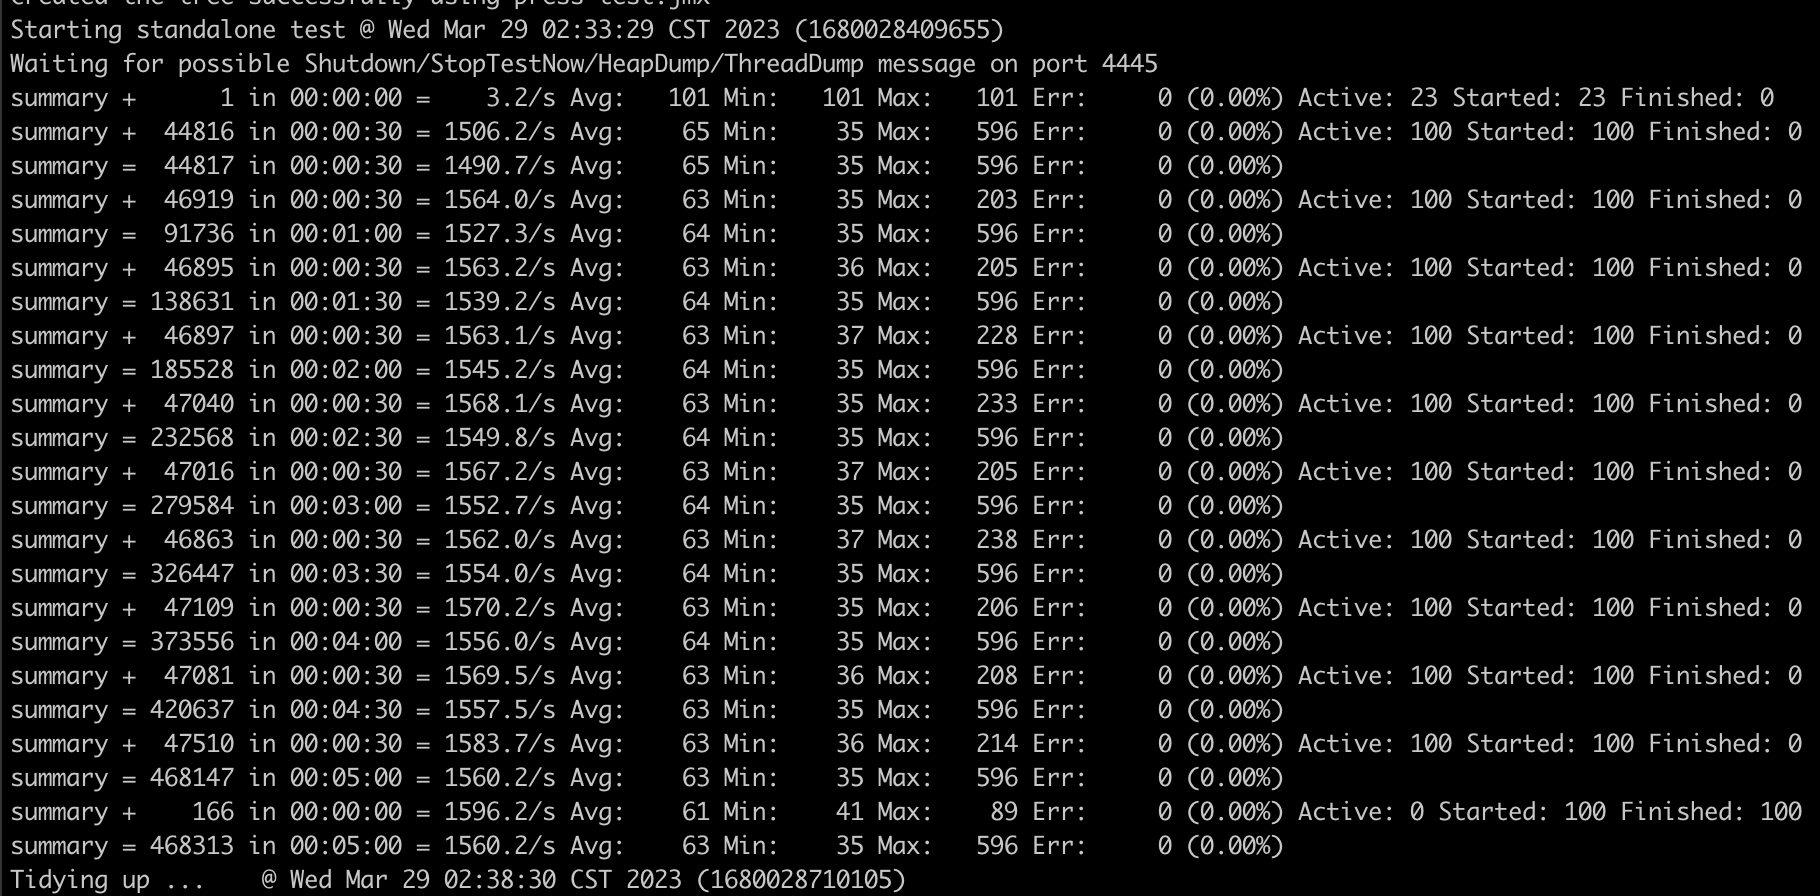 Created the tree successfully using press-test.jmx
Starting standalone test @ Wed Mar 29 02:33:29 CST 2023 (1680028409655)
Waiting for possible Shutdown/StopTestNow/HeapDump/ThreadDump message on port 4445
summary +      1 in 00:00:00 =    3.2/s Avg:   101 Min:   101 Max:   101 Err:     0 (0.00%) Active: 23 Started: 23 Finished: 0
summary +  44816 in 00:00:30 = 1506.2/s Avg:    65 Min:    35 Max:   596 Err:     0 (0.00%) Active: 100 Started: 100 Finished: 0
summary =  44817 in 00:00:30 = 1490.7/s Avg:    65 Min:    35 Max:   596 Err:     0 (0.00%)
summary +  46919 in 00:00:30 = 1564.0/s Avg:    63 Min:    35 Max:   203 Err:     0 (0.00%) Active: 100 Started: 100 Finished: 0
summary =  91736 in 00:01:00 = 1527.3/s Avg:    64 Min:    35 Max:   596 Err:     0 (0.00%)
summary +  46895 in 00:00:30 = 1563.2/s Avg:    63 Min:    36 Max:   205 Err:     0 (0.00%) Active: 100 Started: 100 Finished: 0
summary = 138631 in 00:01:30 = 1539.2/s Avg:    64 Min:    35 Max:   596 Err:     0 (0.00%)
summary +  46897 in 00:00:30 = 1563.1/s Avg:    63 Min:    37 Max:   228 Err:     0 (0.00%) Active: 100 Started: 100 Finished: 0
summary = 185528 in 00:02:00 = 1545.2/s Avg:    64 Min:    35 Max:   596 Err:     0 (0.00%)
summary +  47040 in 00:00:30 = 1568.1/s Avg:    63 Min:    35 Max:   233 Err:     0 (0.00%) Active: 100 Started: 100 Finished: 0
summary = 232568 in 00:02:30 = 1549.8/s Avg:    64 Min:    35 Max:   596 Err:     0 (0.00%)
summary +  47016 in 00:00:30 = 1567.2/s Avg:    63 Min:    37 Max:   205 Err:     0 (0.00%) Active: 100 Started: 100 Finished: 0
summary = 279584 in 00:03:00 = 1552.7/s Avg:    64 Min:    35 Max:   596 Err:     0 (0.00%)
summary +  46863 in 00:00:30 = 1562.0/s Avg:    63 Min:    37 Max:   238 Err:     0 (0.00%) Active: 100 Started: 100 Finished: 0
summary = 326447 in 00:03:30 = 1554.0/s Avg:    64 Min:    35 Max:   596 Err:     0 (0.00%)
summary +  47109 in 00:00:30 = 1570.2/s Avg:    63 Min:    35 Max:   206 Err:     0 (0.00%) Active: 100 Started: 100 Finished: 0
summary = 373556 in 00:04:00 = 1556.0/s Avg:    64 Min:    35 Max:   596 Err:     0 (0.00%)
summary +  47081 in 00:00:30 = 1569.5/s Avg:    63 Min:    36 Max:   208 Err:     0 (0.00%) Active: 100 Started: 100 Finished: 0
summary = 420637 in 00:04:30 = 1557.5/s Avg:    63 Min:    35 Max:   596 Err:     0 (0.00%)
summary +  47510 in 00:00:30 = 1583.7/s Avg:    63 Min:    36 Max:   214 Err:     0 (0.00%) Active: 100 Started: 100 Finished: 0
summary = 468147 in 00:05:00 = 1560.2/s Avg:    63 Min:    35 Max:   596 Err:     0 (0.00%)
summary +    166 in 00:00:00 = 1596.2/s Avg:    61 Min:    41 Max:    89 Err:     0 (0.00%) Active: 0 Started: 100 Finished: 100
summary = 468313 in 00:05:00 = 1560.2/s Avg:    63 Min:    35 Max:   596 Err:     0 (0.00%)
Tidying up ...    @ Wed Mar 29 02:38:30 CST 2023 (1680028710105)